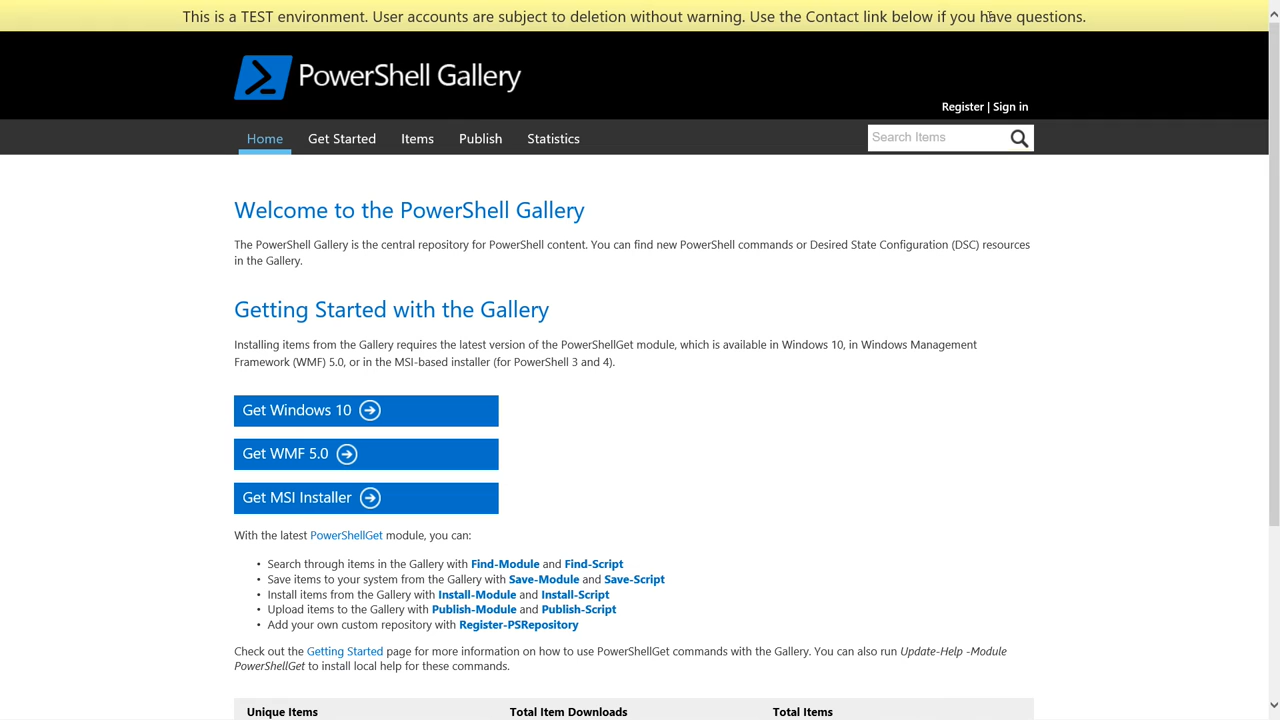 This is a TEST environment. User accounts are subject to deletion without warning. Use the Contact link below if you have questions.
PowerShell Gallery
Register | Sign in
Home Get Started Items Publish Statistics Search Items
Welcome to the PowerShell Gallery
The PowerShell Gallery is the central repository for PowerShell content. You can find new PowerShell commands or Desired State Configuration (DSC) resources
in the Gallery.
Getting Started with the Gallery
Installing items from the Gallery requires the latest version of the PowerShellGet module, which is available in Windows 10, in Windows Management
Framework (WMF) 5.0, or in the MSI-based installer (for PowerShell 3 and 4).
Get Windows 10
Get WMF 5.0
Get MSI Installer
With the latest PowerShellGet module, you can:
• Search through items in the Gallery with Find-Module and Find-Script
• Save items to your system from the Gallery with Save-Module and Save-Script
• Install items from the Gallery with Install-Module and Install-Script
• Upload items to the Gallery with Publish-Module and Publish-Script
• Add your own custom repository with Register-PSRepository
Check out the Getting Started page for more information on how to use PowerShellGet commands with the Gallery. You can also run Update-Help -Module
PowerShellGet to install local help for these commands.
Unique Items Total Item Downloads Total Items